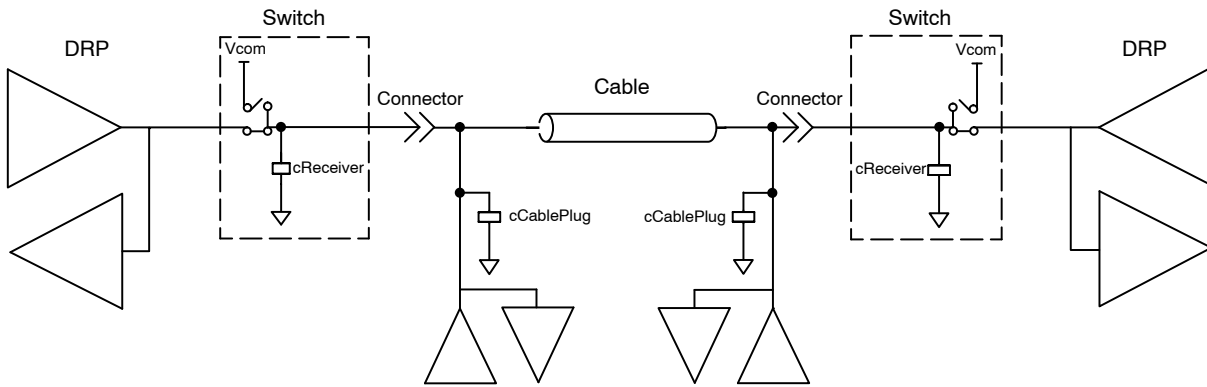 Switch
Switch
DRP
Vcom
Vcom
DRP
Connector
Cable
Connector
cReceiver
cReceiver
cCablePlug
cCablePlug